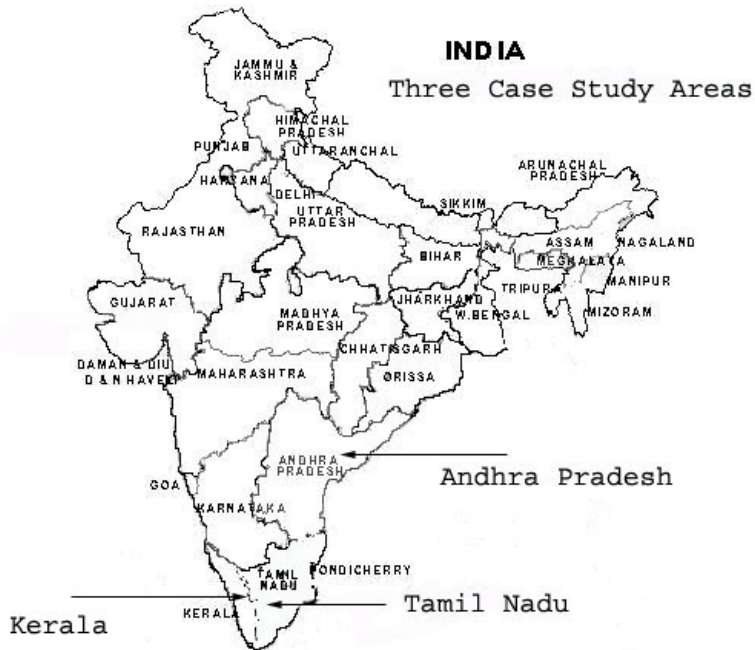 INDIA
Three Case Study Areas
JAMMU &
KASHMIR
HIMACHAL
PRADESH
PUNJAB
UTTARANCHAL
HARYANA
DELHI
UTTAR
PRADESH
RAJASTHAN
ARUNACHAL
PRADESH
SIKKIM
ASSAM
NAGALAND
MEGHALAYA
BIHAR
MANIPUR
TRIPURA
MIZORAM
GUJARAT
JHARKHAND
W.BENGAL
MADHYA
PRADESH
CHHATISGARH
DAMAN & DIU
D & N HAVELI
MAHARASHTRA
ORISSA
ANDHRA
PRADESH
Andhra Pradesh
GOA
KARNATAKA
TAMIL
NADU
PONDICHERRY
KERALA
Tamil Nadu
Kerala